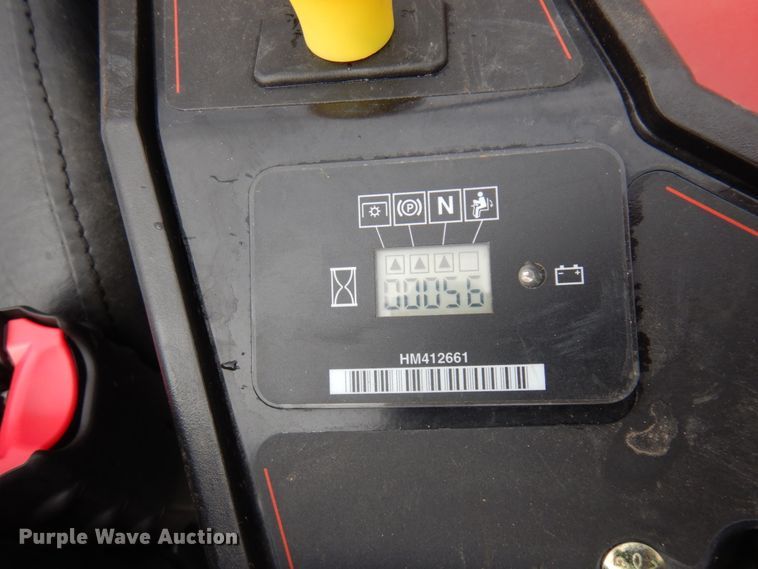 (P) N
00056
- +
HM412661
Purple Wave Auction